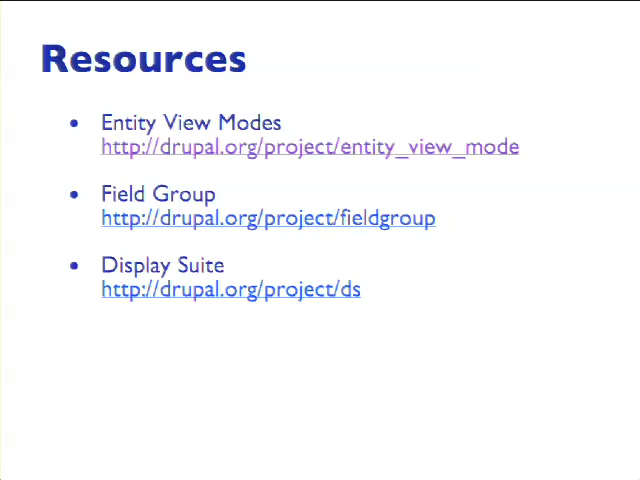 Resources
• Entity View Modes
http://drupal.org/project/entity_view_mode
• Field Group
http://drupal.org/project/fieldgroup
• Display Suite
http://drupal.org/project/ds